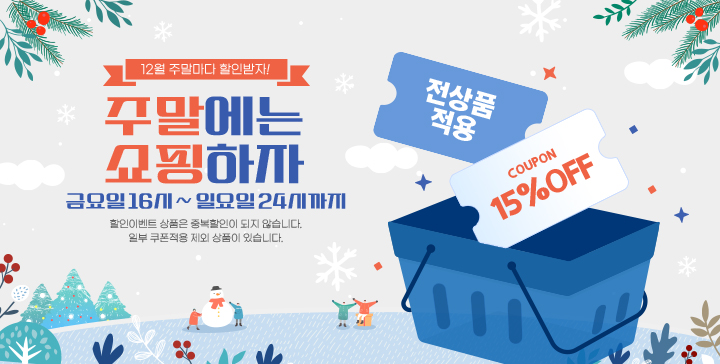 12월 주말마다 할인받자!
주말에는
쇼핑하자
금요일 16시 ~ 일요일 24시까지
할인이벤트 상품은 중복할인이 되지 않습니다.
일부 쿠폰적용 제외 상품이 있습니다.
전상품
적용
COUPON
15%OFF